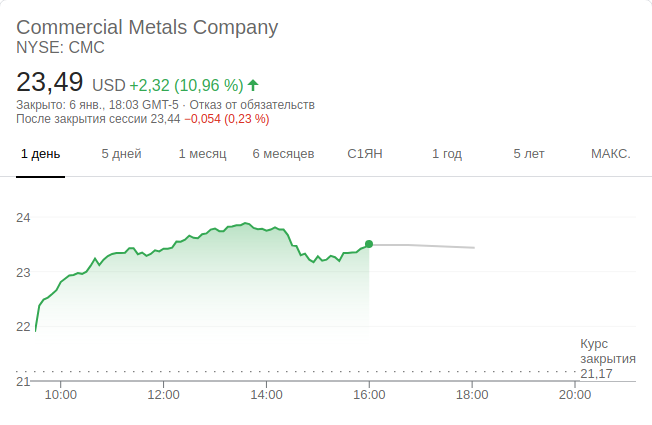 Commercial Metals Company
NYSE: CMC
23,49 USD +2,32 (10,96 %)
Закрыто: 6 янв., 18:03 GMT-5 · Отказ от обязательств
После закрытия сессии 23,44 −0,054 (0,23 %)
1 день 5 дней 1 месяц 6 месяцев С1ЯН 1 год 5 лет МАКС.
24
23
22
Курс
закрытия
21,17
21
10:00 12:00 14:00 16:00 18:00 20:00